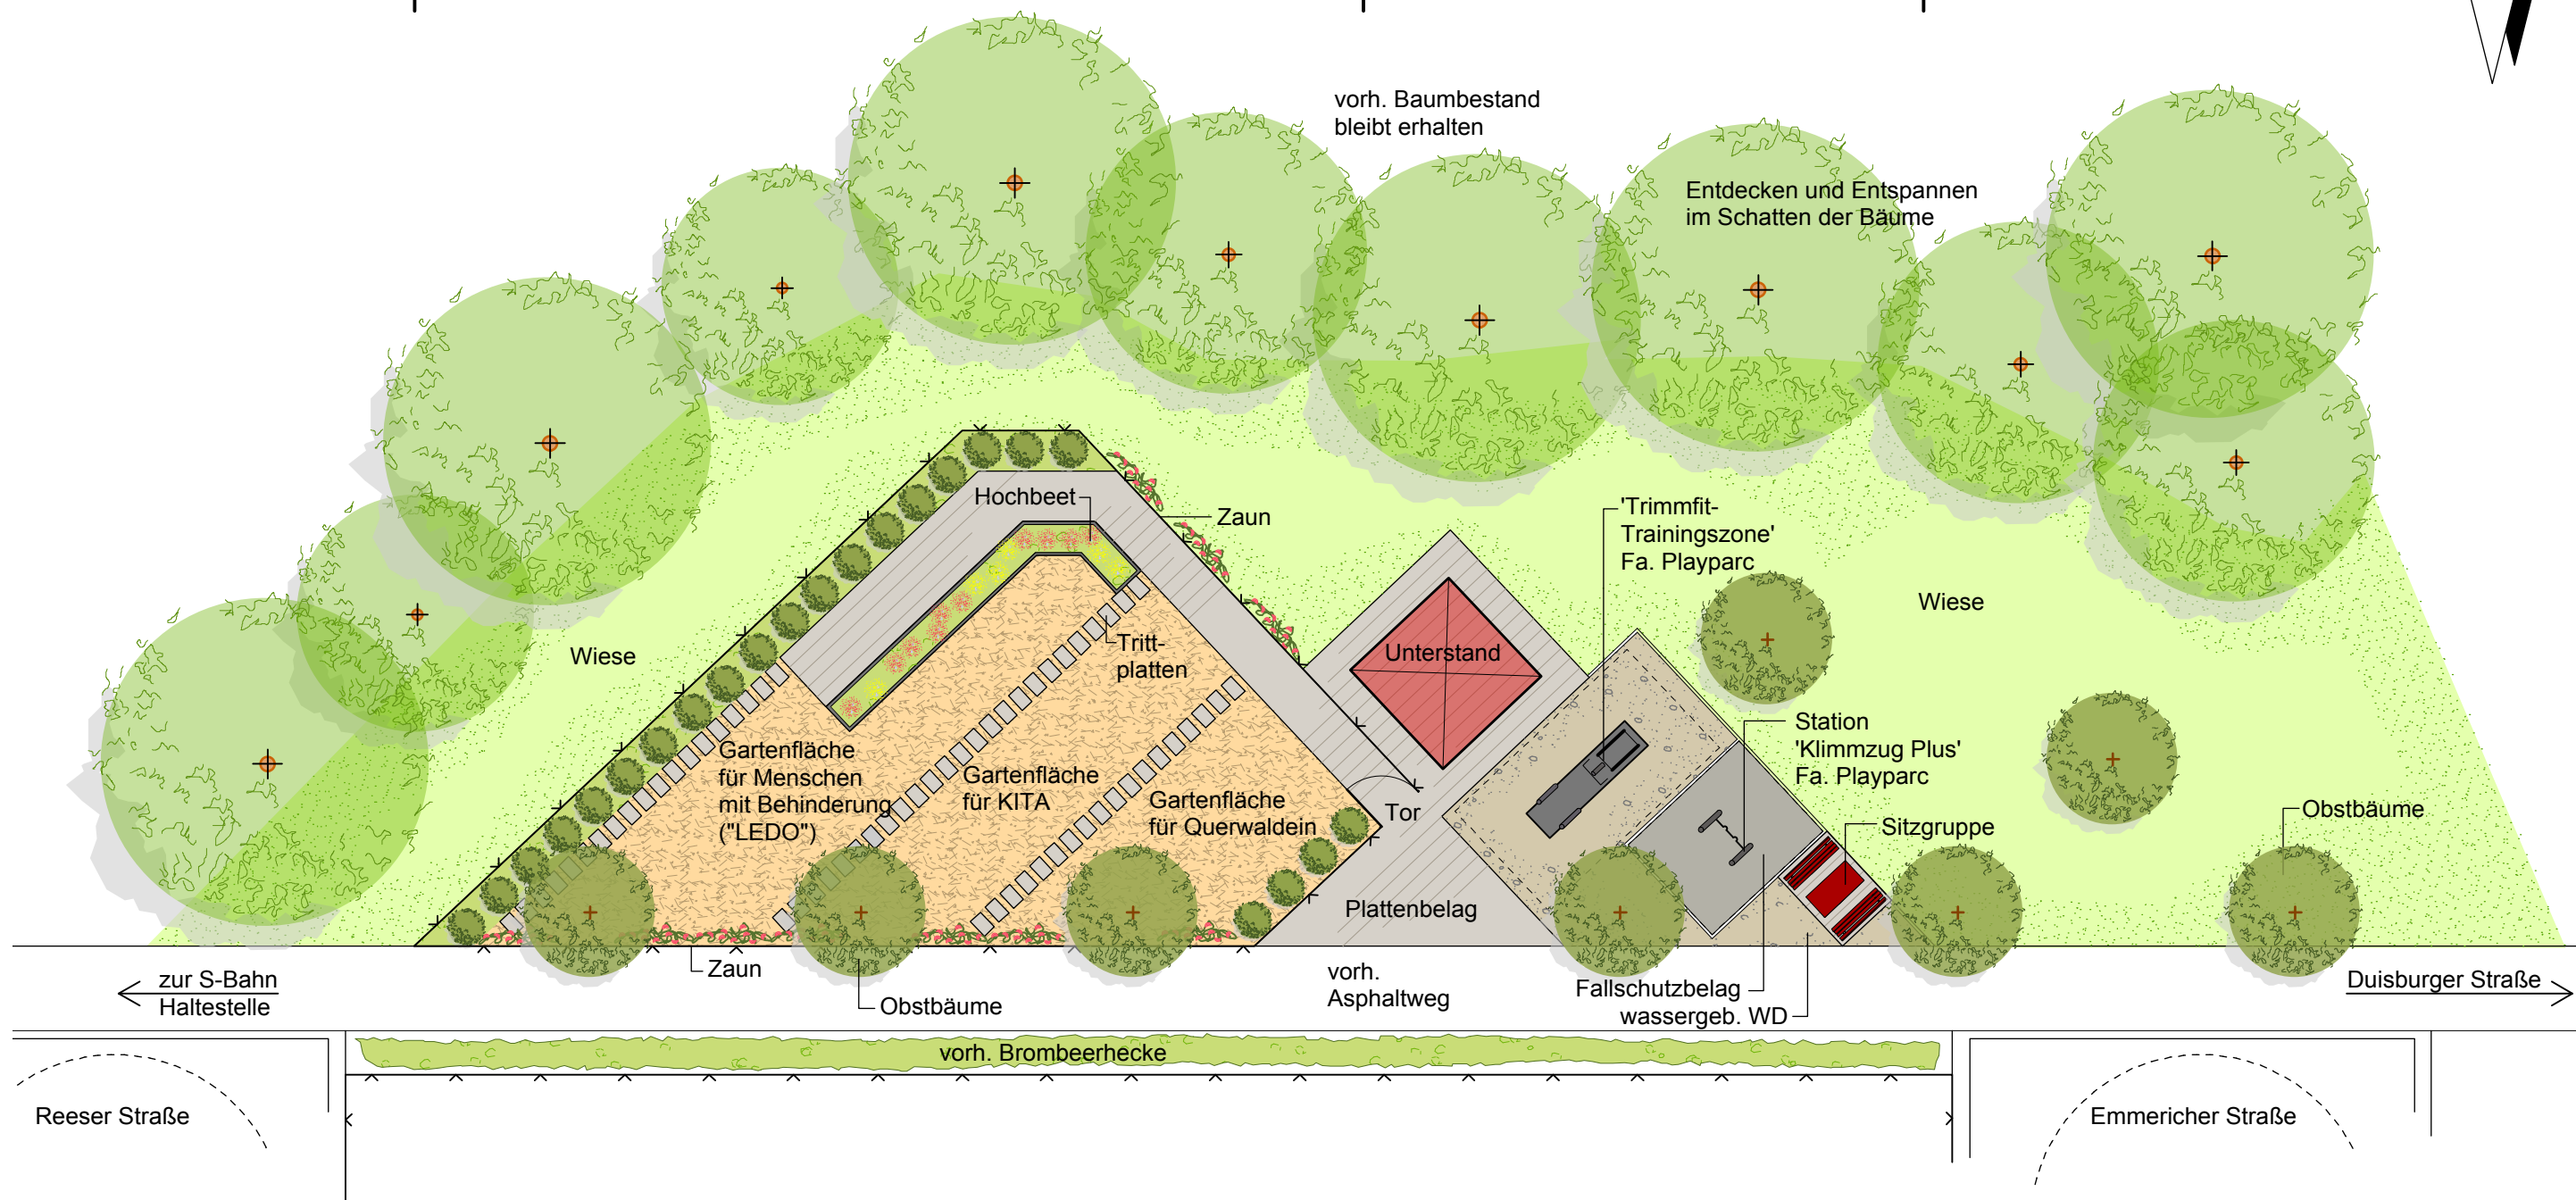 vorh. Baumbestand
bleibt erhalten
Entdecken und Entspannen
im Schatten der Bäume
Hochbeet
Zaun
'Trimmfit-
Trainingszone'
Fa. Playparc
Wiese
Wiese
Tritt-
platten
Unterstand
Station
'Klimmzug Plus'
Fa. Playparc
Gartenfläche
für Menschen
mit Behinderung
("LEDO")
Gartenfläche
für KITA
Gartenfläche
für Querwaldein
Tor
Sitzgruppe
Obstbäume
Plattenbelag
zur S-Bahn
Haltestelle
Zaun
Obstbäume
vorh.
Asphaltweg
Fallschutzbelag
wassergeb. WD
Duisburger Straße
vorh. Brombeerhecke
Reeser Straße
Emmericher Straße